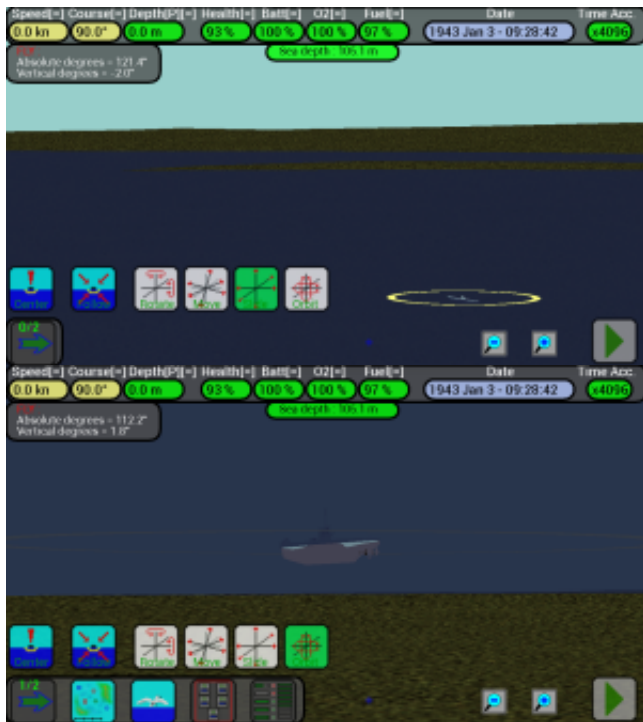 Speed[=] Course[=] Depth[P][=] Health[=] Batt[=] O2[=] Fuel[=] Date Time Acc
0.0 kn 90.0° 0.0 m 93 % 100 % 100 % 97 % 1943 Jan 3 - 09:28:42 x4096
Sea depth : 106.1 m
Absolute degrees = 121.4°
Vertical degrees = -2.0°
Center Follow Rotate Move Slide Orbit
0/2
Speed[=] Course[=] Depth[P][=] Health[=] Batt[=] O2[=] Fuel[=] Date Time Acc
0.0 kn 90.0° 0.0 m 93 % 100 % 100 % 97 % 1943 Jan 3 - 09:28:42 x4096
Sea depth : 106.1 m
Absolute degrees = 112.2°
Vertical degrees = 1.8°
Center Follow Rotate Move Slide Orbit
1/2